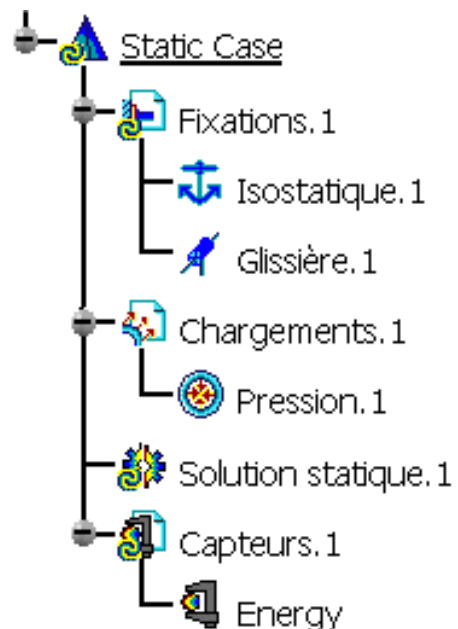 Static Case
Fixations.1
Isostatique.1
Glissière.1
Chargements.1
Pression.1
Solution statique.1
Capteurs.1
Energy